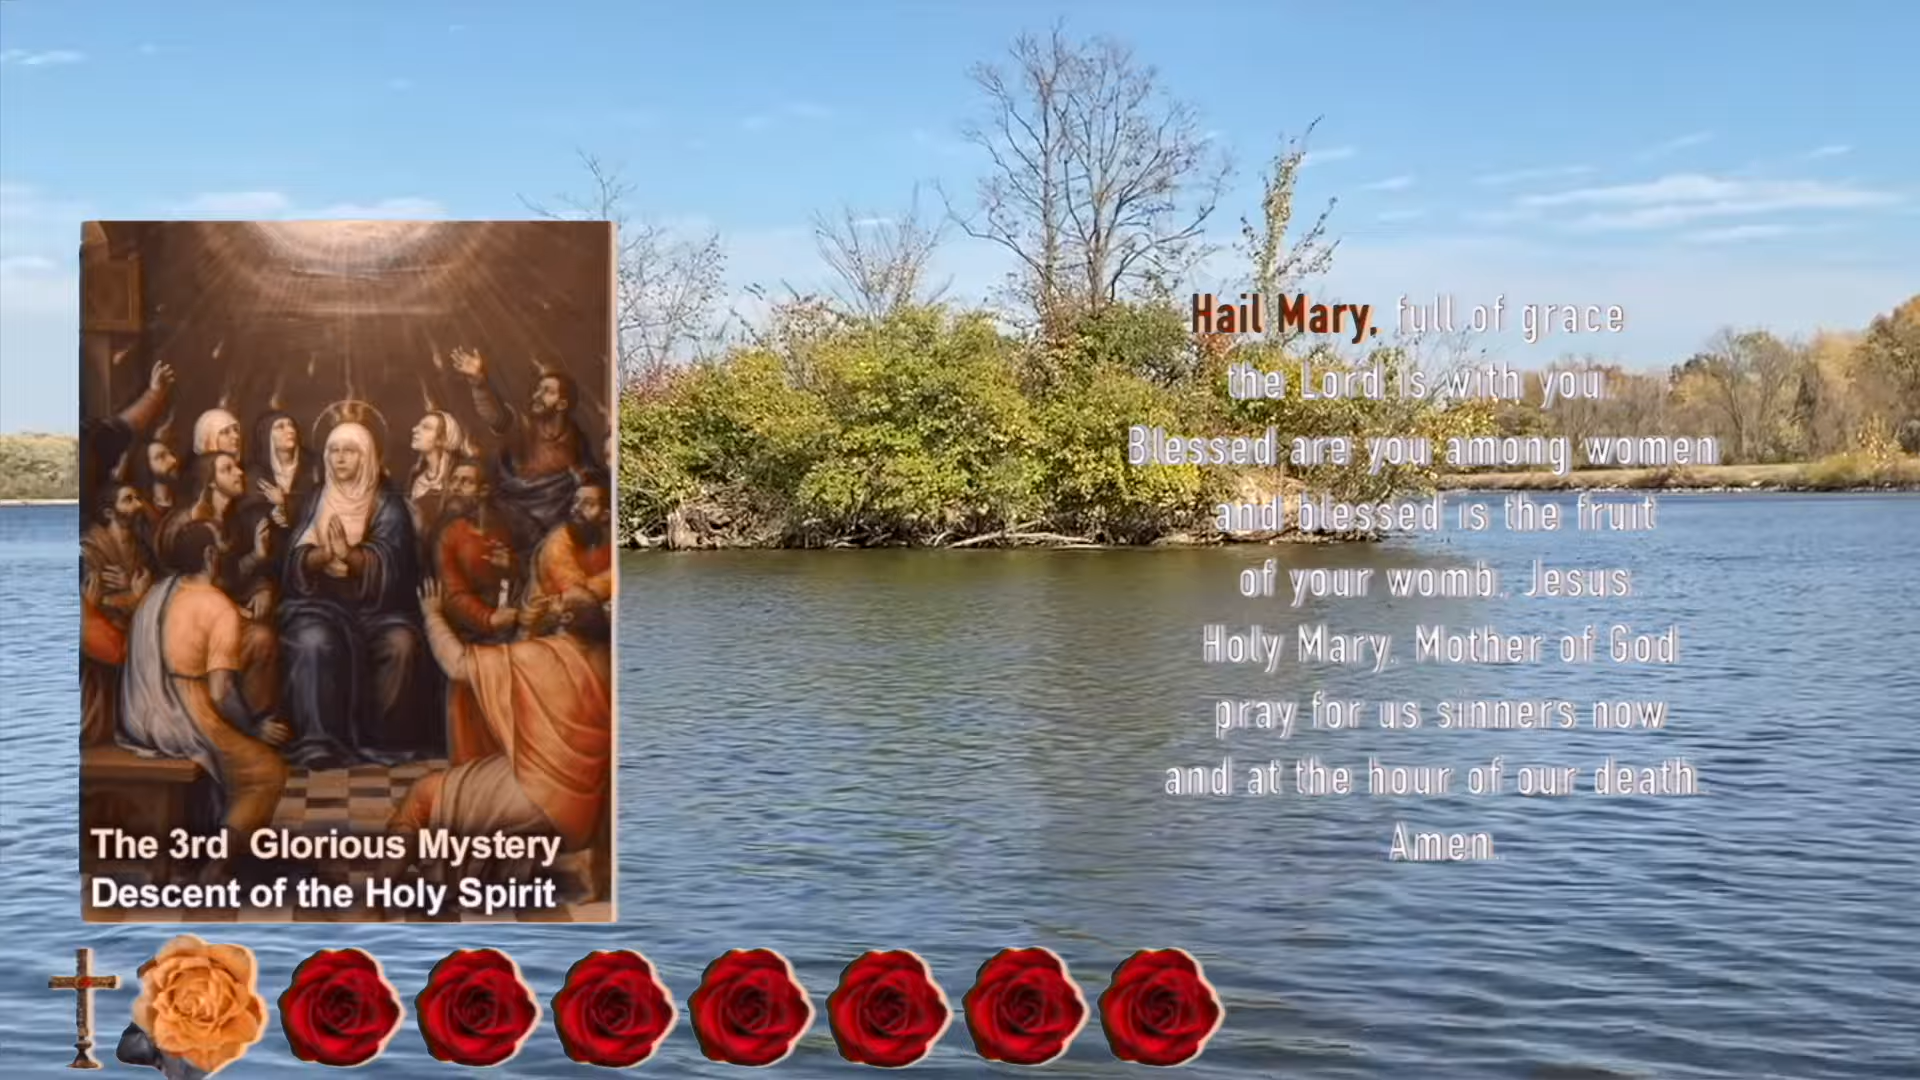 Hail Mary, full of grace
the Lord is with you
Blessed are you among women
and blessed is the fruit
of your womb, Jesus.
Holy Mary, Mother of God
pray for us sinners now
and at the hour of our death
Amen.
The 3rd Glorious Mystery
Descent of the Holy Spirit